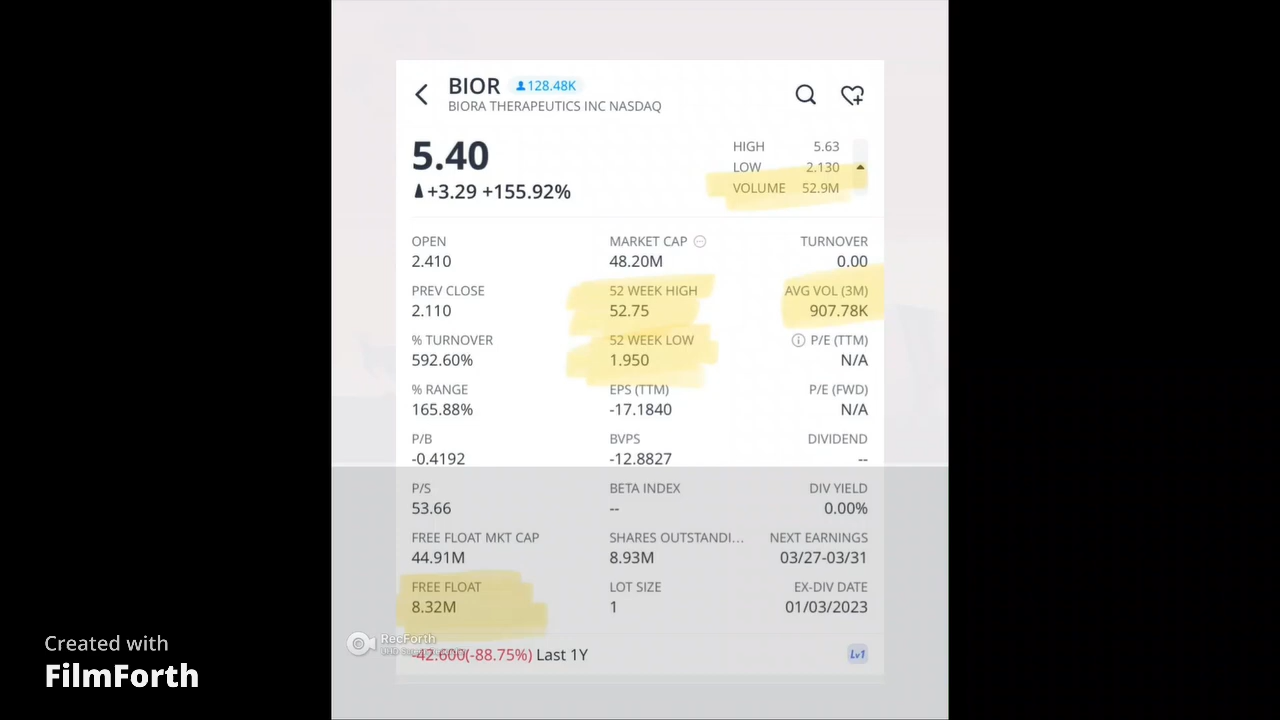 BIOR 128.48K
BIORA THERAPEUTICS INC NASDAQ
5.40
+3.29 +155.92%
HIGH 5.63
LOW 2.130
VOLUME 52.9M
OPEN MARKET CAP TURNOVER
2.410 48.20M 0.00
PREV CLOSE 52 WEEK HIGH AVG VOL (3M)
2.110 52.75 907.78K
% TURNOVER 52 WEEK LOW P/E (TTM)
592.60% 1.950 N/A
% RANGE EPS (TTM) P/E (FWD)
165.88% -17.1840 N/A
P/B BVPS DIVIDEND
-0.4192 -12.8827 --
P/S BETA INDEX DIV YIELD
53.66 -- 0.00%
FREE FLOAT MKT CAP SHARES OUTSTANDI... NEXT EARNINGS
44.91M 8.93M 03/27-03/31
FREE FLOAT LOT SIZE EX-DIV DATE
8.32M 1 01/03/2023
RecForth
-42.600(-88.75%) Last 1Y Lv1
Created with
FilmForth